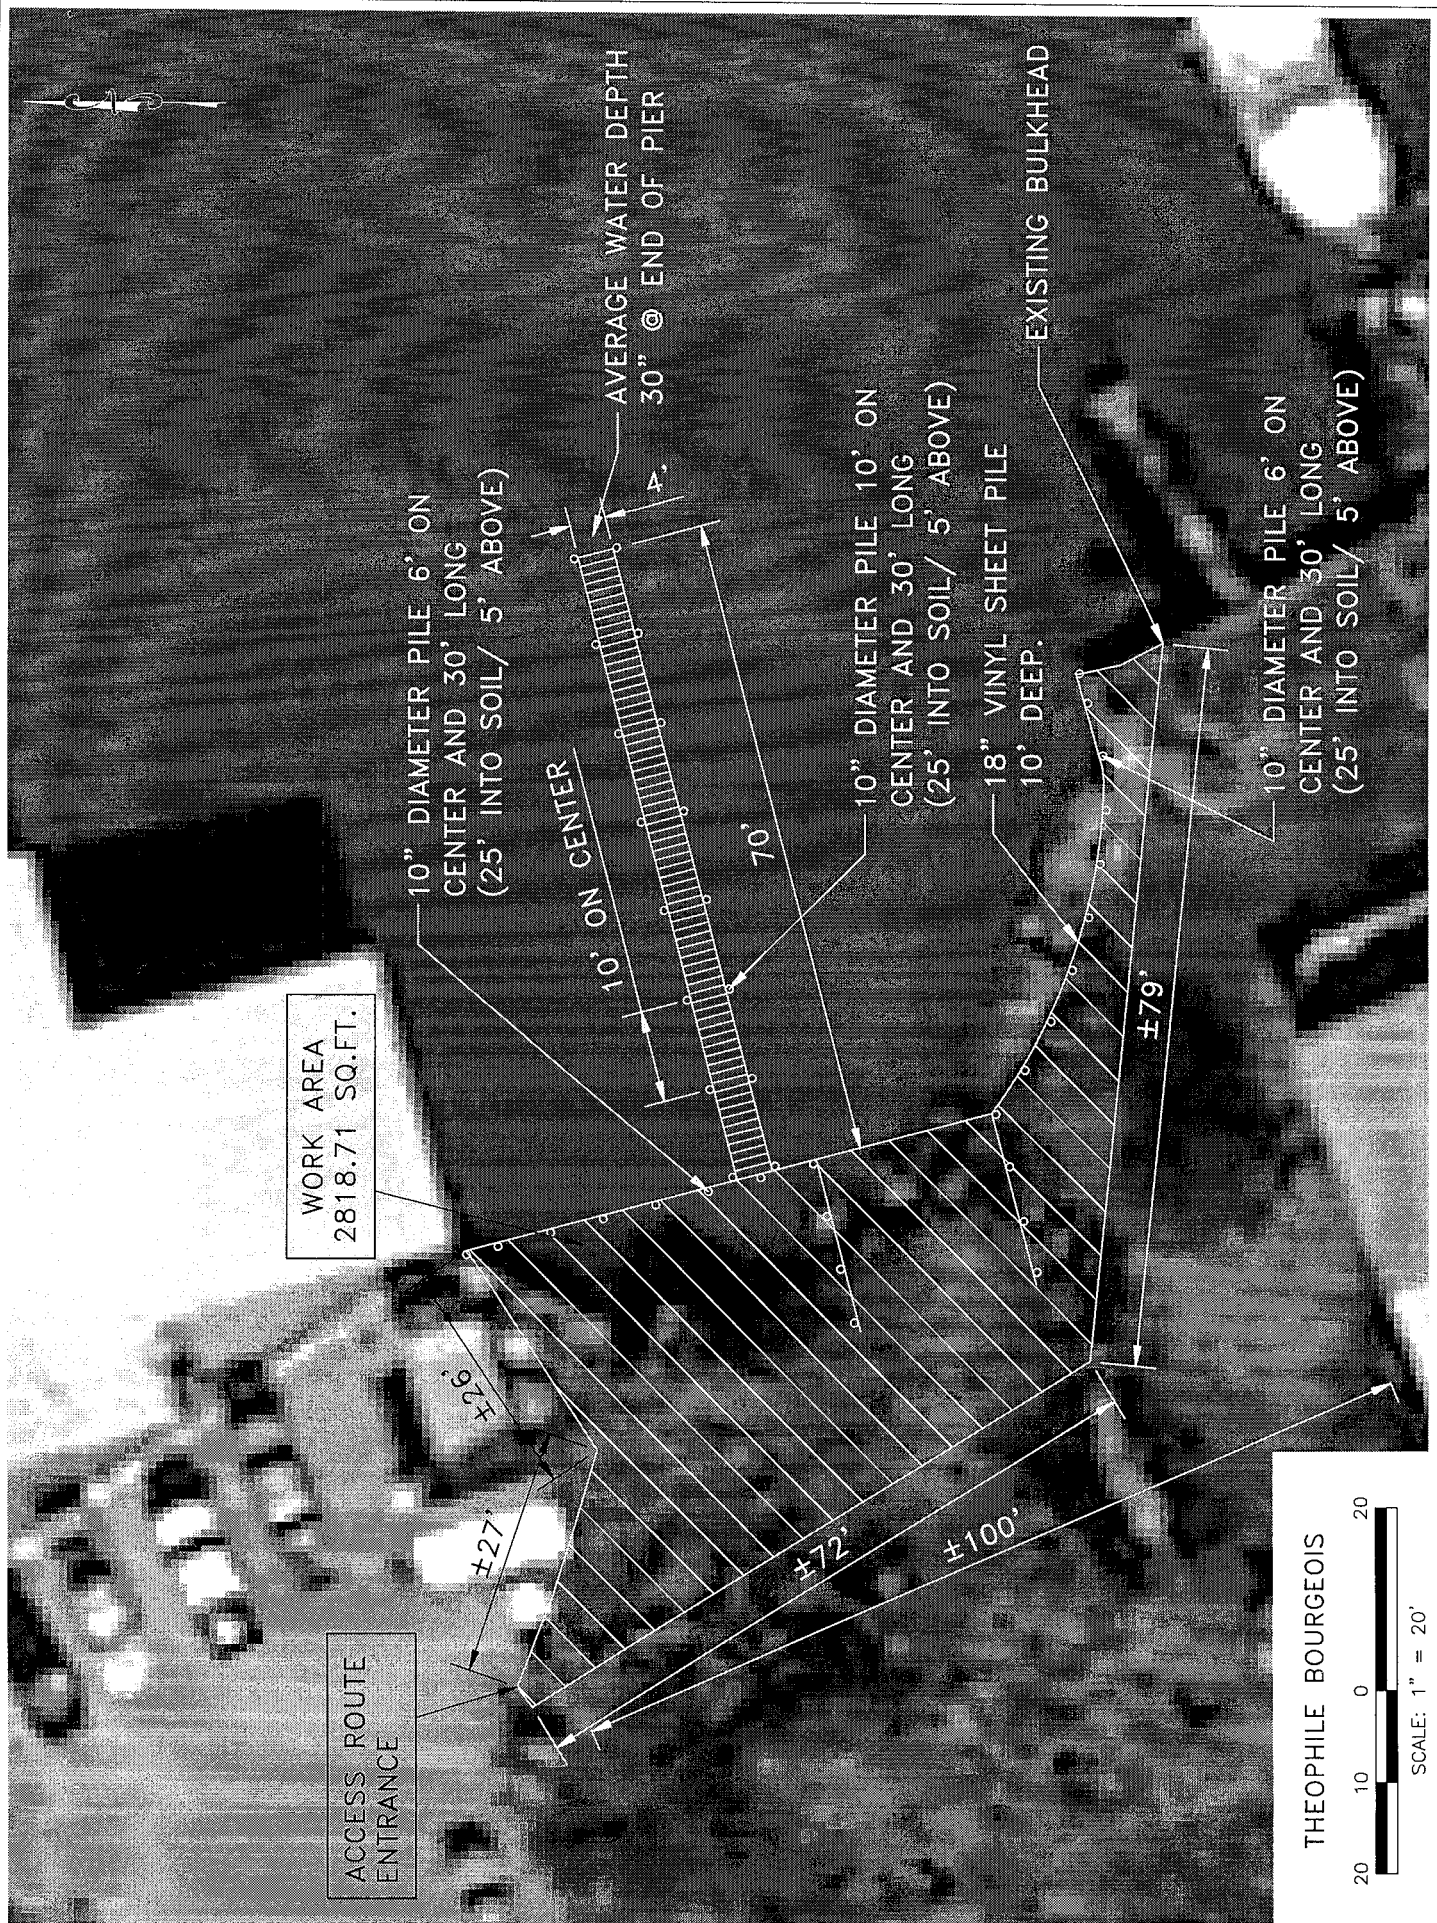 WORK AREA
2818.71 SQ.FT.
ACCESS ROUTE
ENTRANCE
±27'
±26'
10" DIAMETER PILE 6' ON
CENTER AND 30' LONG
(25' INTO SOIL/ 5' ABOVE)
10' ON CENTER
AVERAGE WATER DEPTH
30" @ END OF PIER
4'
70'
10" DIAMETER PILE 10' ON
CENTER AND 30' LONG
(25' INTO SOIL/ 5' ABOVE)
18" VINYL SHEET PILE
10' DEEP.
EXISTING BULKHEAD
±79'
±72'
±100'
10" DIAMETER PILE 6' ON
CENTER AND 30' LONG
(25' INTO SOIL/ 5' ABOVE)
THEOPHILE BOURGEOIS
20 10 0 20
SCALE: 1" = 20'